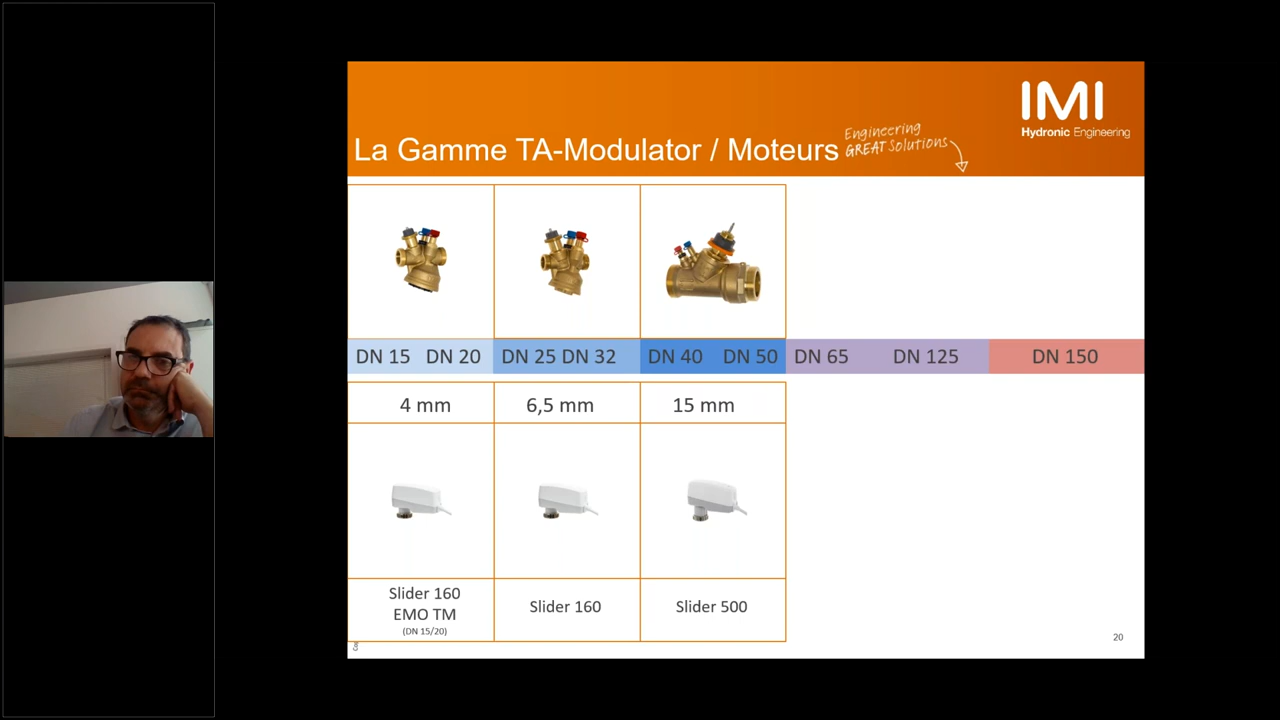 IMI
Hydronic Engineering
Engineering
GREAT Solutions
La Gamme TA-Modulator / Moteurs
DN 15 DN 20 DN 25 DN 32 DN 40 DN 50 DN 65 DN 125 DN 150
4 mm 6,5 mm 15 mm
Slider 160
EMO TM
(DN 15/20)
Slider 160
Slider 500
20